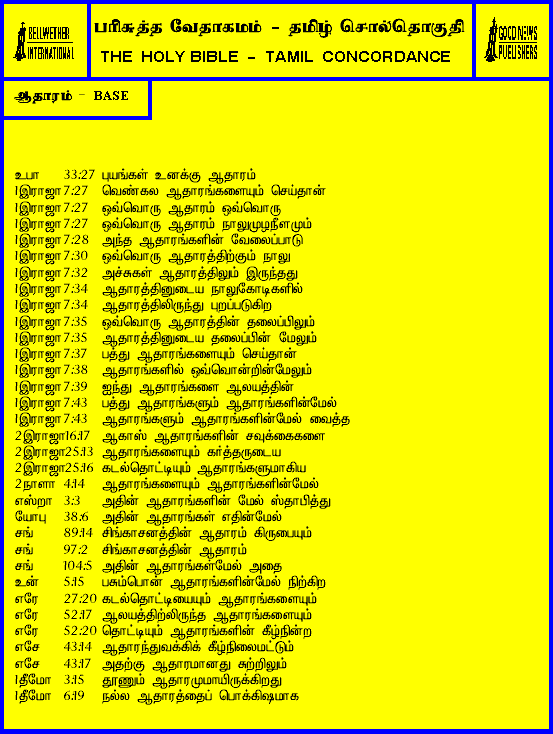 BELLWETHER
INTERNATIONAL
பரிசுத்த வேதாகமம் - தமிழ் சொல்தொகுதி
THE HOLY BIBLE - TAMIL CONCORDANCE
GOOD NEWS
PUBLISHERS
ஆதாரம் - BASE
உபா 33:27 புயங்கள் உனக்கு ஆதாரம்
1இராஜா 7:27 வெண்கல ஆதாரங்களையும் செய்தான்
1இராஜா 7:27 ஒவ்வொரு ஆதாரம் ஒவ்வொரு
1இராஜா 7:27 ஒவ்வொரு ஆதாரம் நாலுமுழநீளமும்
1இராஜா 7:28 அந்த ஆதாரங்களின் வேலைப்பாடு
1இராஜா 7:30 ஒவ்வொரு ஆதாரத்திற்கும் நாலு
1இராஜா 7:32 அச்சுகள் ஆதாரத்திலும் இருந்தது
1இராஜா 7:34 ஆதாரத்தினுடைய நாலுகோடிகளில்
1இராஜா 7:34 ஆதாரத்திலிருந்து புறப்படுகிற
1இராஜா 7:35 ஒவ்வொரு ஆதாரத்தின் தலைப்பிலும்
1இராஜா 7:35 ஆதாரத்தினுடைய தலைப்பின் மேலும்
1இராஜா 7:37 பத்து ஆதாரங்களையும் செய்தான்
1இராஜா 7:38 ஆதாரங்களில் ஒவ்வொன்றின்மேலும்
1இராஜா 7:39 ஐந்து ஆதாரங்களை ஆலயத்தின்
1இராஜா 7:43 பத்து ஆதாரங்களும் ஆதாரங்களின்மேல்
1இராஜா 7:43 ஆதாரங்களும் ஆதாரங்களின்மேல் வைத்த
2இராஜா16:17 ஆகாஸ் ஆதாரங்களின் சவுக்கைகளை
2இராஜா25:13 ஆதாரங்களையும் கர்த்தருடைய
2இராஜா25:16 கடல்தொட்டியும் ஆதாரங்களுமாகிய
2நாளா 4:14 ஆதாரங்களையும் ஆதாரங்களின்மேல்
எஸ்றா 3:3 அதின் ஆதாரங்களின் மேல் ஸ்தாபித்து
யோபு 38:6 அதின் ஆதாரங்கள் எதின்மேல்
சங் 89:14 சிங்காசனத்தின் ஆதாரம் கிருபையும்
சங் 97:2 சிங்காசனத்தின் ஆதாரம்
சங் 104:5 அதின் ஆதாரங்கள்மேல் அதை
உன் 5:15 பசும்பொன் ஆதாரங்களின்மேல் நிற்கிற
எரே 27:20 கடல்தொட்டியையும் ஆதாரங்களையும்
எரே 52:17 ஆலயத்திற்லிருந்த ஆதாரங்களையும்
எரே 52:20 தொட்டியும் ஆதாரங்களின் கீழ்நின்ற
எசே 43:14 ஆதாரந்துவக்கிக் கீழ்நிலைமட்டும்
எசே 43:17 அதற்கு ஆதாரமானது சுற்றிலும்
1தீமோ 3:15 தூணும் ஆதாரமுமாயிருக்கிறது
1தீமோ 6:19 நல்ல ஆதாரத்தைப் பொக்கிஷமாக